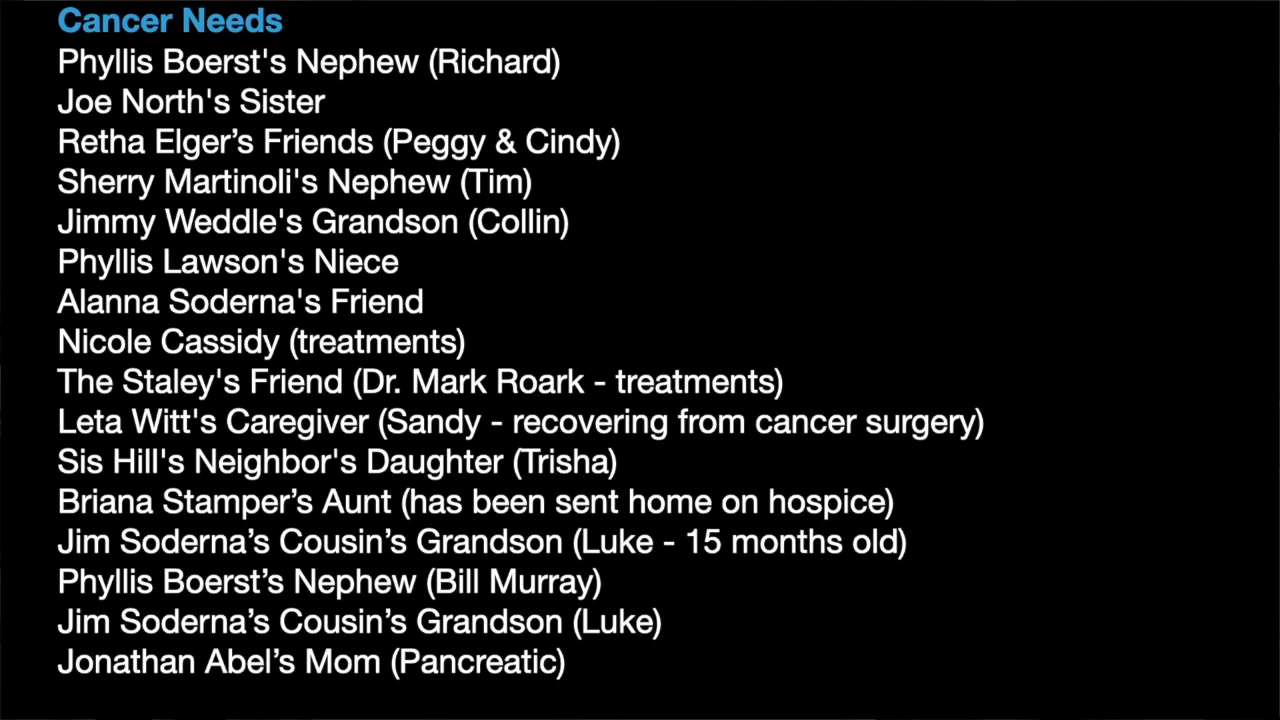 Cancer Needs
Phyllis Boerst's Nephew (Richard)
Joe North's Sister
Retha Elger’s Friends (Peggy & Cindy)
Sherry Martinoli's Nephew (Tim)
Jimmy Weddle's Grandson (Collin)
Phyllis Lawson's Niece
Alanna Soderna's Friend
Nicole Cassidy (treatments)
The Staley's Friend (Dr. Mark Roark - treatments)
Leta Witt's Caregiver (Sandy - recovering from cancer surgery)
Sis Hill's Neighbor's Daughter (Trisha)
Briana Stamper’s Aunt (has been sent home on hospice)
Jim Soderna’s Cousin’s Grandson (Luke - 15 months old)
Phyllis Boerst’s Nephew (Bill Murray)
Jim Soderna’s Cousin’s Grandson (Luke)
Jonathan Abel’s Mom (Pancreatic)